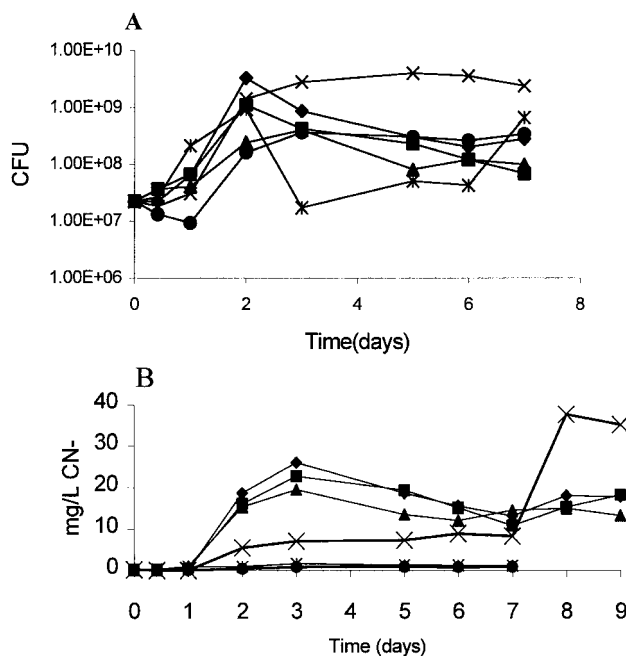 A
1.00E+10
1.00E+09
1.00E+08
1.00E+07
1.00E+06
CFU
0 2 4 6 8
Time(days)
B
40
30
20
10
0
mg/L CN-
0 1 2 3 4 5 6 7 8 9
Time (days)